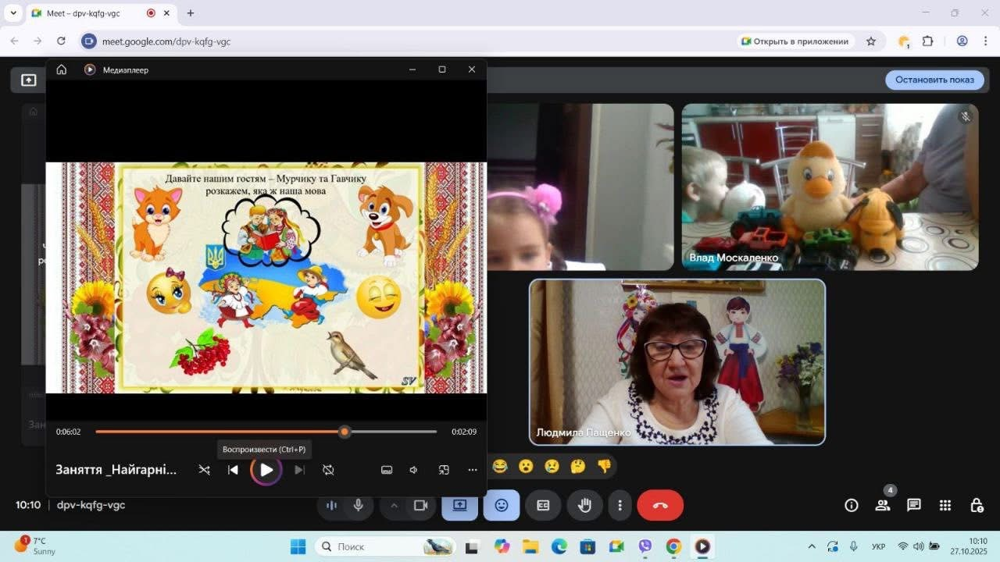 Meet – dpv-kqfg-vgc
meet.google.com/dpv-kqfg-vgc
Открыть в приложении
1
Медиаплеер
Остановить показ
Давайте нашим гостям – Мурчику та Гавчику
розкажем, яка ж наша мова
SV
Влад Москаленко
Людмила Пащенко
0:06:02
0:02:09
Воспроизвести (Ctrl+P)
Заняття _Найгарні...
10:10
dpv-kqfg-vgc
4
1
7°C
Sunny
Поиск
УКР
10:10
27.10.2025